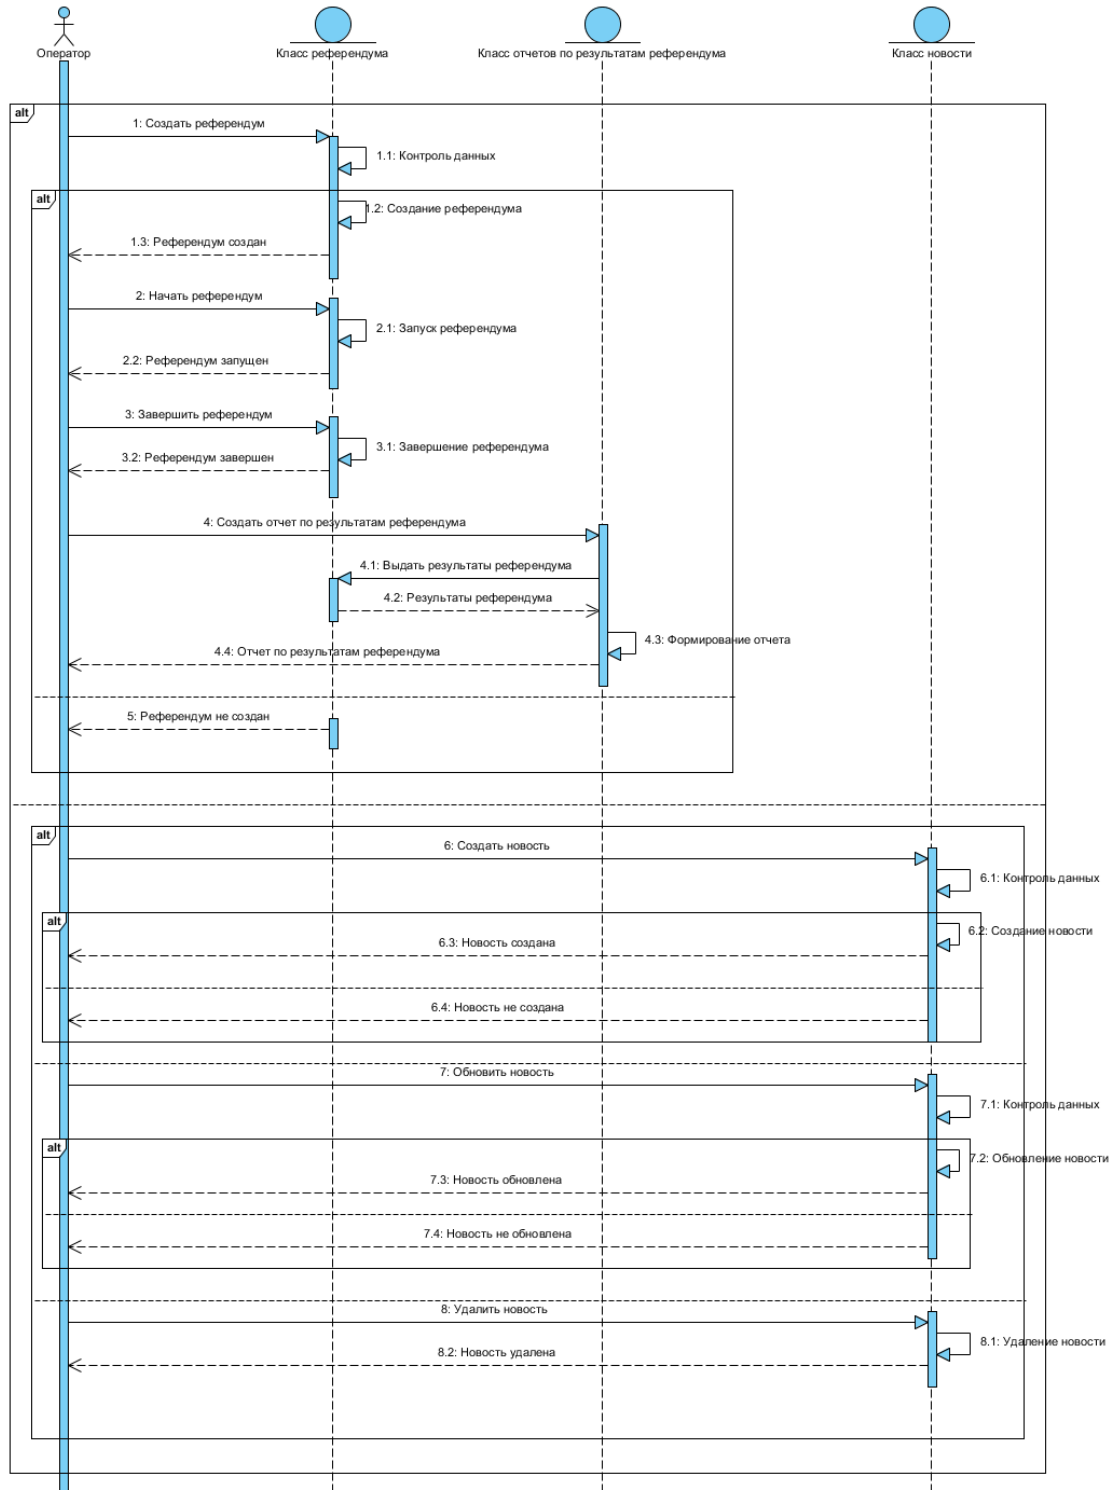 Оператор
Класс референдума
Класс отчетов по результатам референдума
Класс новости
alt
1: Создать референдум
1.1: Контроль данных
alt
1.2: Создание референдума
1.3: Референдум создан
2: Начать референдум
2.1: Запуск референдума
2.2: Референдум запущен
3: Завершить референдум
3.1: Завершение референдума
3.2: Референдум завершен
4: Создать отчет по результатам референдума
4.1: Выдать результаты референдума
4.2: Результаты референдума
4.3: Формирование отчета
4.4: Отчет по результатам референдума
5: Референдум не создан
alt
6: Создать новость
6.1: Контроль данных
alt
6.2: Создание новости
6.3: Новость создана
6.4: Новость не создана
7: Обновить новость
7.1: Контроль данных
alt
7.2: Обновление новости
7.3: Новость обновлена
7.4: Новость не обновлена
8: Удалить новость
8.1: Удаление новости
8.2: Новость удалена